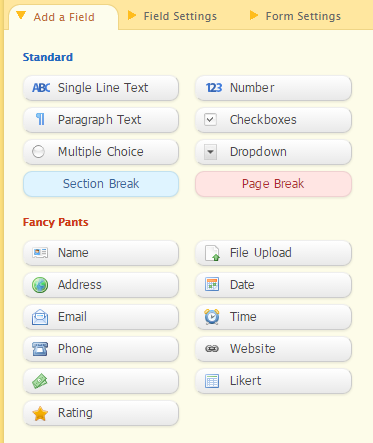 Add a Field Field Settings Form Settings
Standard
ABC Single Line Text 123 Number
¶ Paragraph Text Checkboxes
Multiple Choice Dropdown
Section Break Page Break
Fancy Pants
Name File Upload
Address Date
Email Time
Phone Website
Price Likert
Rating